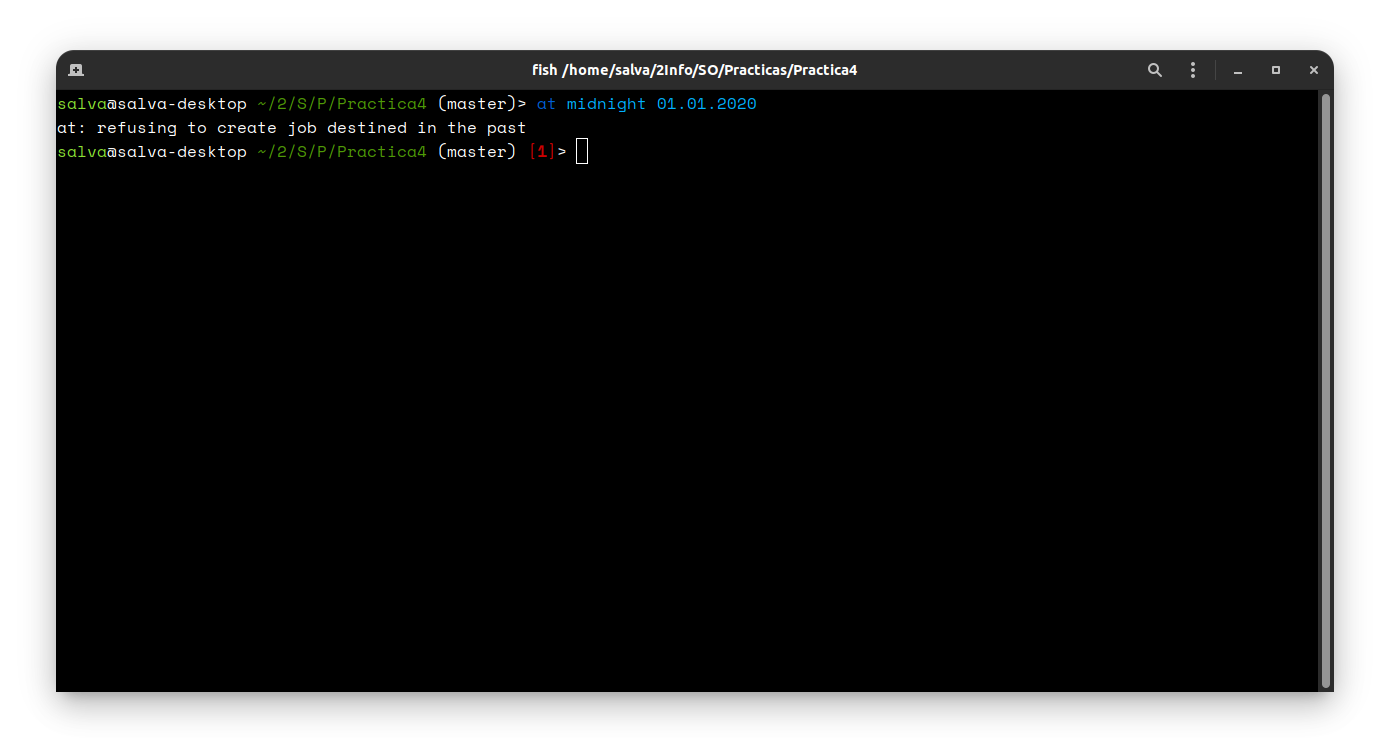 fish /home/salva/2Info/SO/Practicas/Practica4
salva@salva-desktop ~/2/S/P/Practica4 (master)> at midnight 01.01.2020
at: refusing to create job destined in the past
salva@salva-desktop ~/2/S/P/Practica4 (master) [1]>